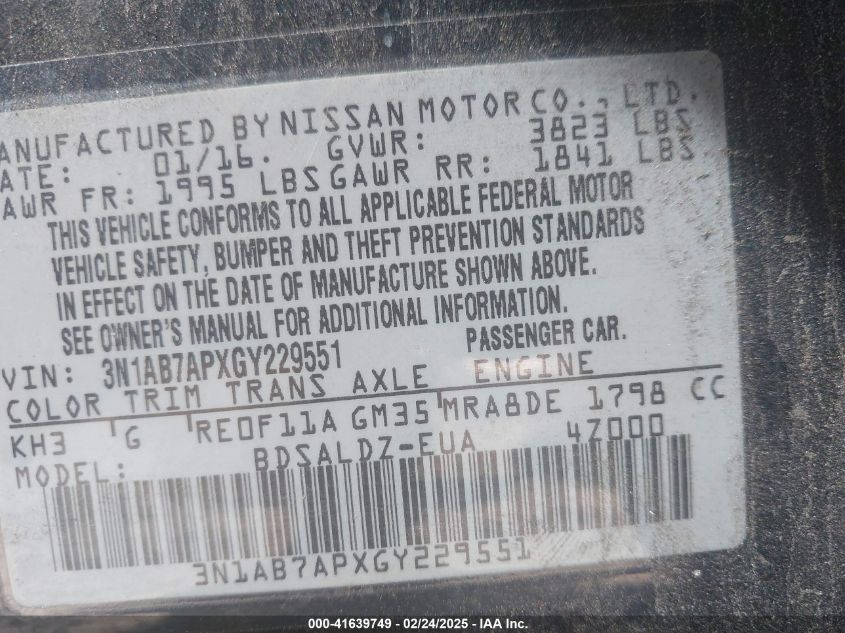 ANUFACTURED BY NISSAN MOTOR CO., LTD.
ATE: 01/16. GVWR: 3823 LBS
AWR FR: 1995 LBS GAWR RR: 1841 LBS
THIS VEHICLE CONFORMS TO ALL APPLICABLE FEDERAL MOTOR
VEHICLE SAFETY, BUMPER AND THEFT PREVENTION STANDARDS
IN EFFECT ON THE DATE OF MANUFACTURE SHOWN ABOVE.
SEE OWNER'S MANUAL FOR ADDITIONAL INFORMATION.
VIN: 3N1AB7APXGY229551 PASSENGER CAR.
COLOR TRIM TRANS AXLE ENGINE
KH3 G RE0F11A GM35 MRA8DE 1798 CC
MODEL: BDSALDZ-EUA 4Z000
3N1AB7APXGY229551
000-41639749 - 02/24/2025 - IAA Inc.